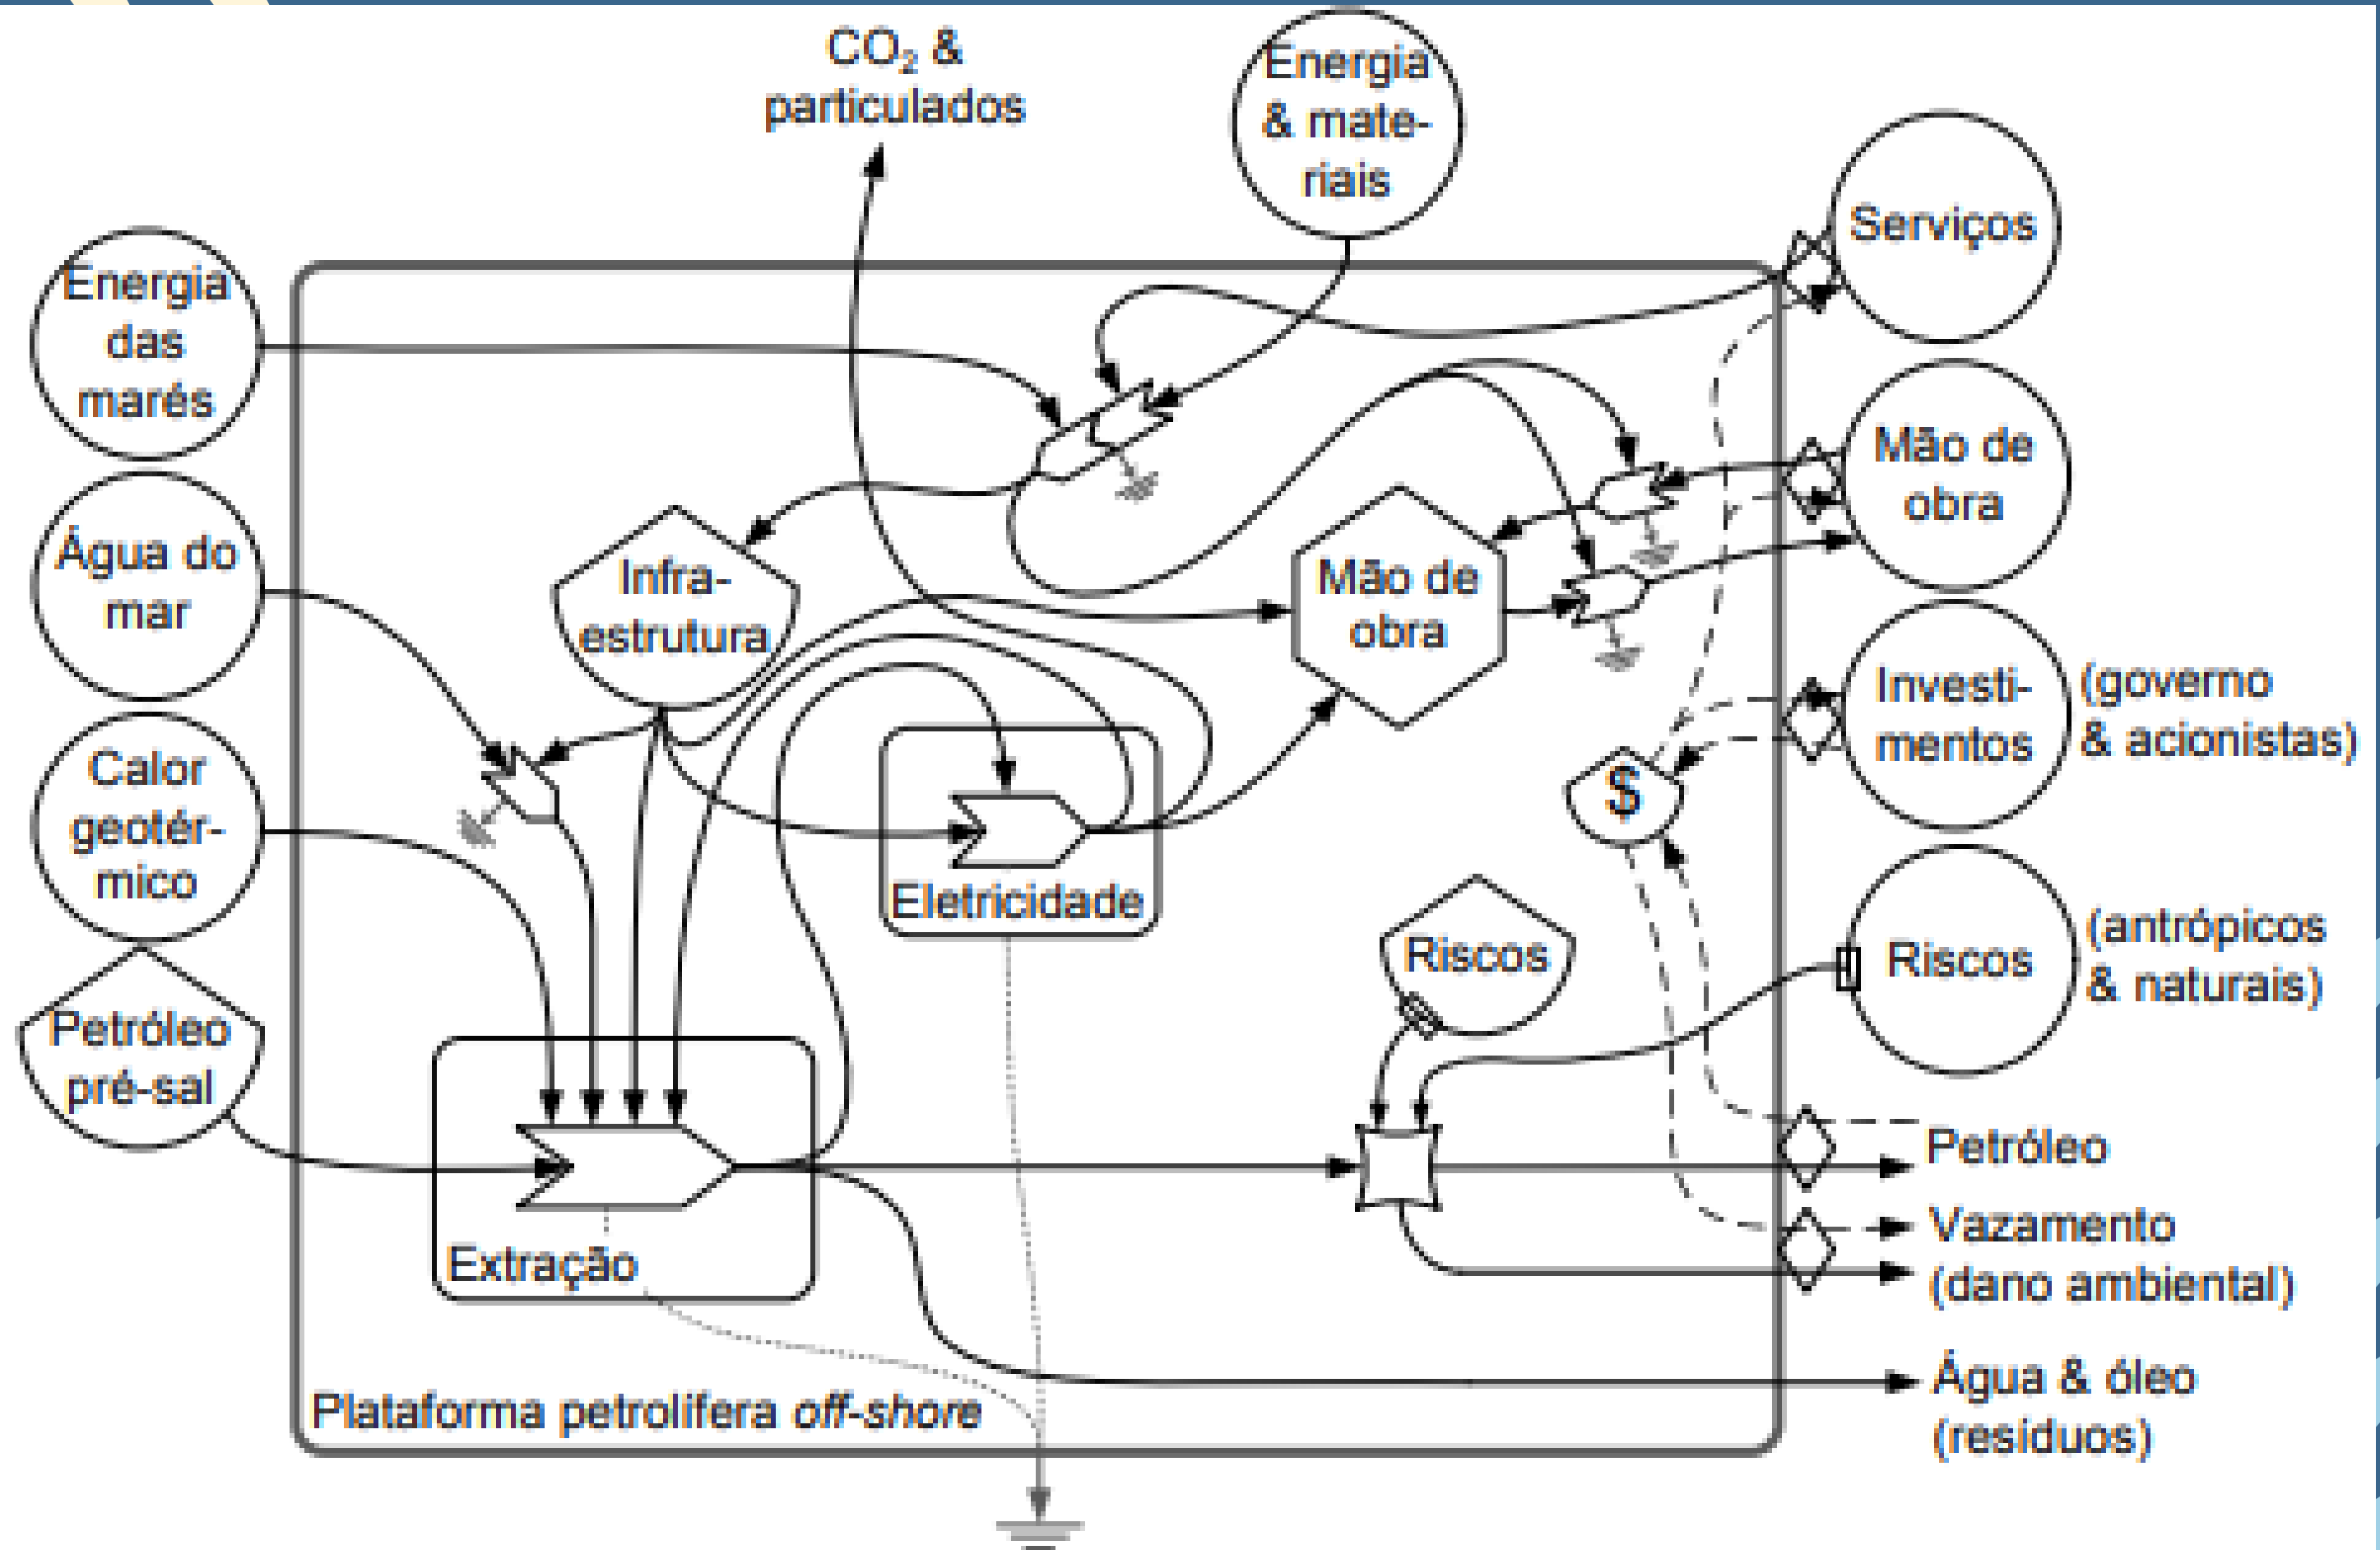 CO₂ &
particulados
Energia
& mate-
riais
Serviços
Energia
das
marés
Mão de
obra
Água do
mar
Infra-
estrutura
Mão de
obra
Investi-
mentos
(governo
& acionistas)
Calor
geotér-
mico
$
Eletricidade
Riscos
Riscos
(antrópicos
& naturais)
Petróleo
pré-sal
Petróleo
Vazamento
(dano ambiental)
Extração
Água & óleo
(resíduos)
Plataforma petrolífera off-shore